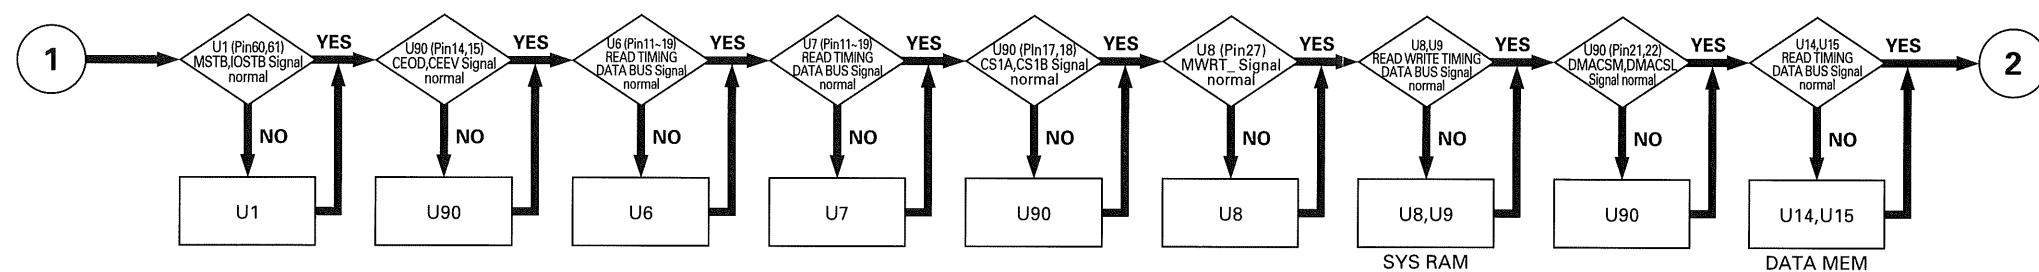 1
U1 (Pin60,61)
MSTB,IOSTB Signal
normal
YES
NO
U1
U90 (Pin14,15)
CEOD,CEEV Signal
normal
YES
NO
U90
U6 (Pin11~19)
READ TIMING
DATA BUS Signal
normal
YES
NO
U6
U7 (Pin11~19)
READ TIMING
DATA BUS Signal
normal
YES
NO
U7
U90 (PIn17,18)
CS1A,CS1B Signal
normal
YES
NO
U90
U8 (Pin27)
MWRT_ Signal
normal
YES
NO
U8
U8,U9
READ WRITE TIMING
DATA BUS Signal
normal
YES
NO
U8,U9
SYS RAM
U90 (Pin21,22)
DMACSM,DMACSL
Signal normal
YES
NO
U90
U14,U15
READ TIMING
DATA BUS Signal
normal
YES
NO
U14,U15
DATA MEM
2